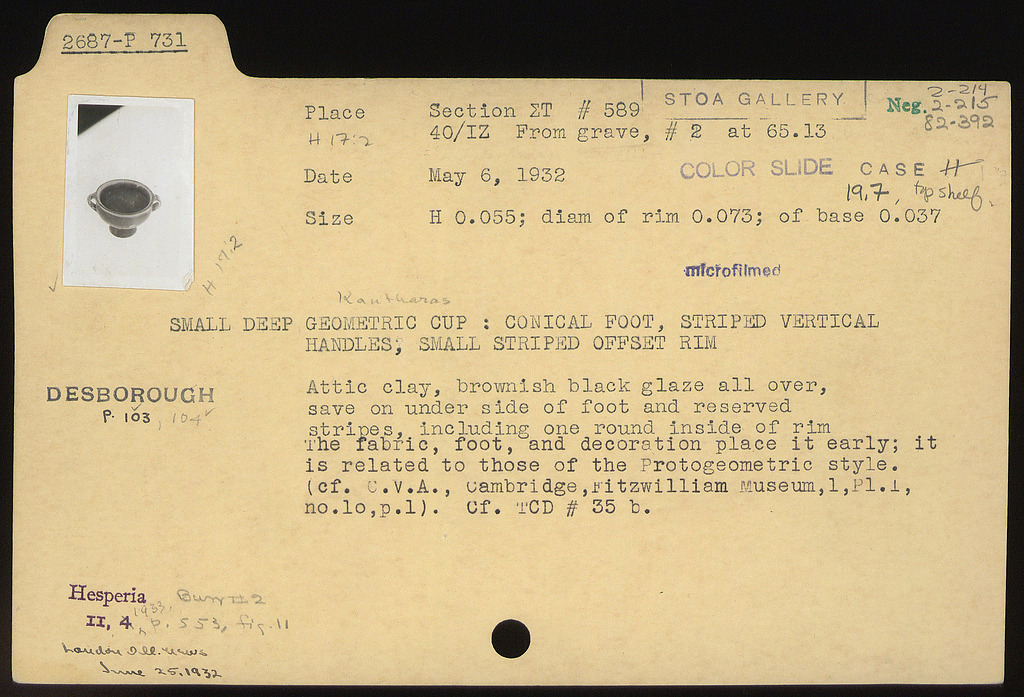 2687-P 731
Place Section ΣT # 589
STOA GALLERY
Neg. 2-214
2-215
82-392
H 17:2 40/IZ From grave, # 2 at 65.13
Date May 6, 1932
COLOR SLIDE CASE H
19.7, top shelf.
Size H 0.055; diam of rim 0.073; of base 0.037
H 17:2
microfilmed
Kantharas
SMALL DEEP GEOMETRIC CUP : CONICAL FOOT, STRIPED VERTICAL
HANDLES; SMALL STRIPED OFFSET RIM
DESBOROUGH
P. 103, 104
Attic clay, brownish black glaze all over,
save on under side of foot and reserved
stripes, including one round inside of rim
The fabric, foot, and decoration place it early; it
is related to those of the Protogeometric style.
(cf. C.V.A., Cambridge,Fitzwilliam Museum,1,Pl.1,
no.1o,p.1). Cf. TCD # 35 b.
Hesperia Burr #2
II, 4, 1933, p. 553, fig. 11
London Ill. News
June 25, 1932